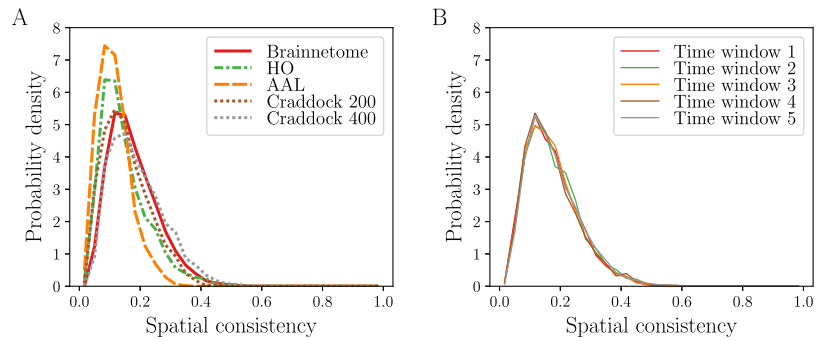 A
8
7
6
5
4
3
2
1
0
Probability density
0.0 0.2 0.4 0.6 0.8 1.0
Spatial consistency
Brainnetome
HO
AAL
Craddock 200
Craddock 400
B
8
7
6
5
4
3
2
1
0
Probability density
0.0 0.2 0.4 0.6 0.8 1.0
Spatial consistency
Time window 1
Time window 2
Time window 3
Time window 4
Time window 5